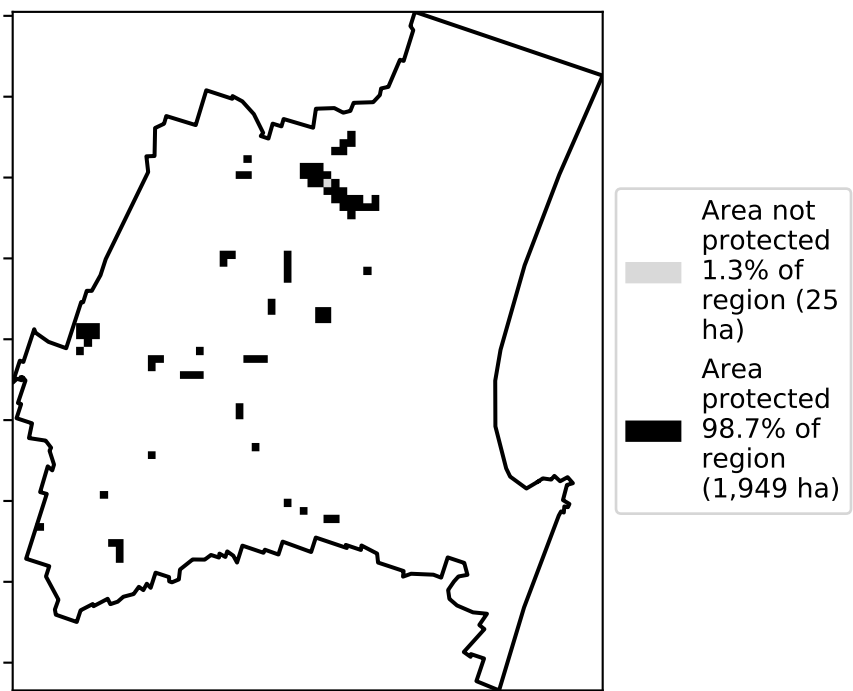 Area not
protected
1.3% of
region (25
ha)
Area
protected
98.7% of
region
(1,949 ha)